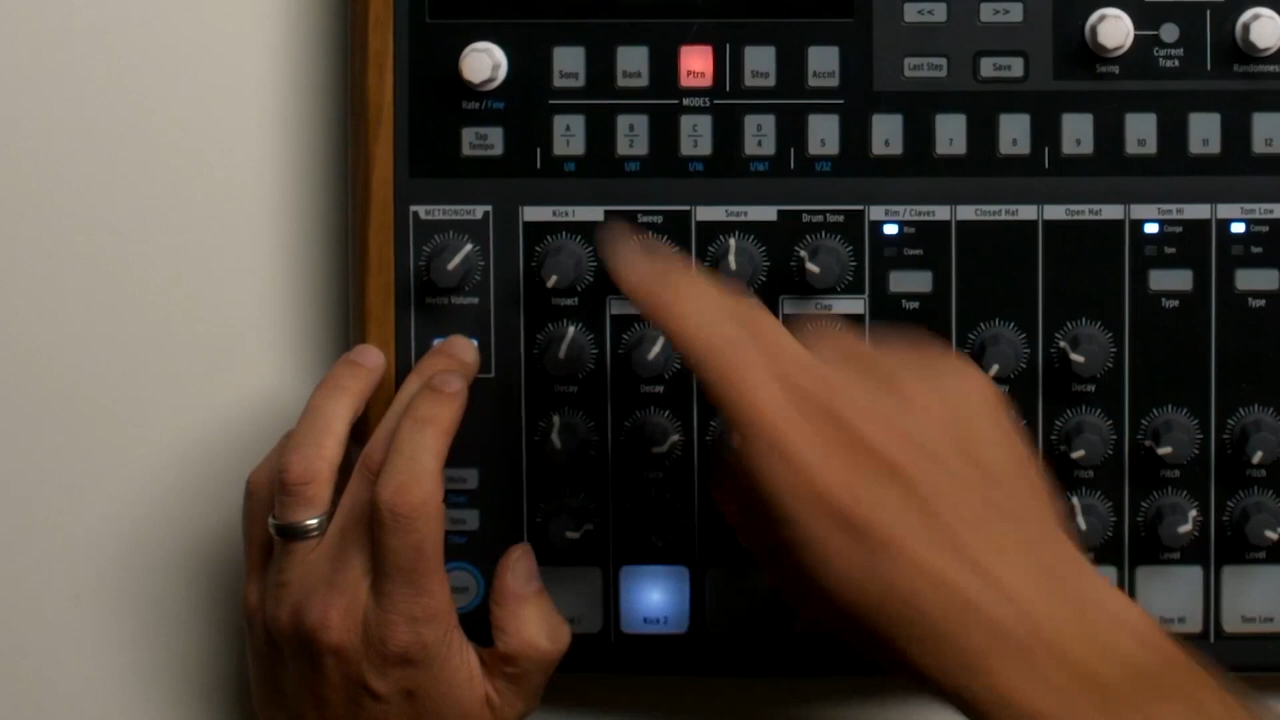 << >>
Song Bank Ptrn Step Accnt Last Step Save Swing Current Track Randomness
Rate / Fine
MODES
Tap Tempo
A 1 B 2 C 3 D 4 5 6 7 8 9 10 11 12
1/8 1/8T 1/16 1/16T 1/32
METRONOME Kick 1 Sweep Snare Drum Tone Rim / Claves Closed Hat Open Hat Tom Hi Tom Low
Rim Conga Conga
Claves Tom Tom
Metro Volume Impact Type Type Type
Clap
Decay Decay Decay
Pitch Pitch
Level Level
Kick 2 Tom Hi Tom Low